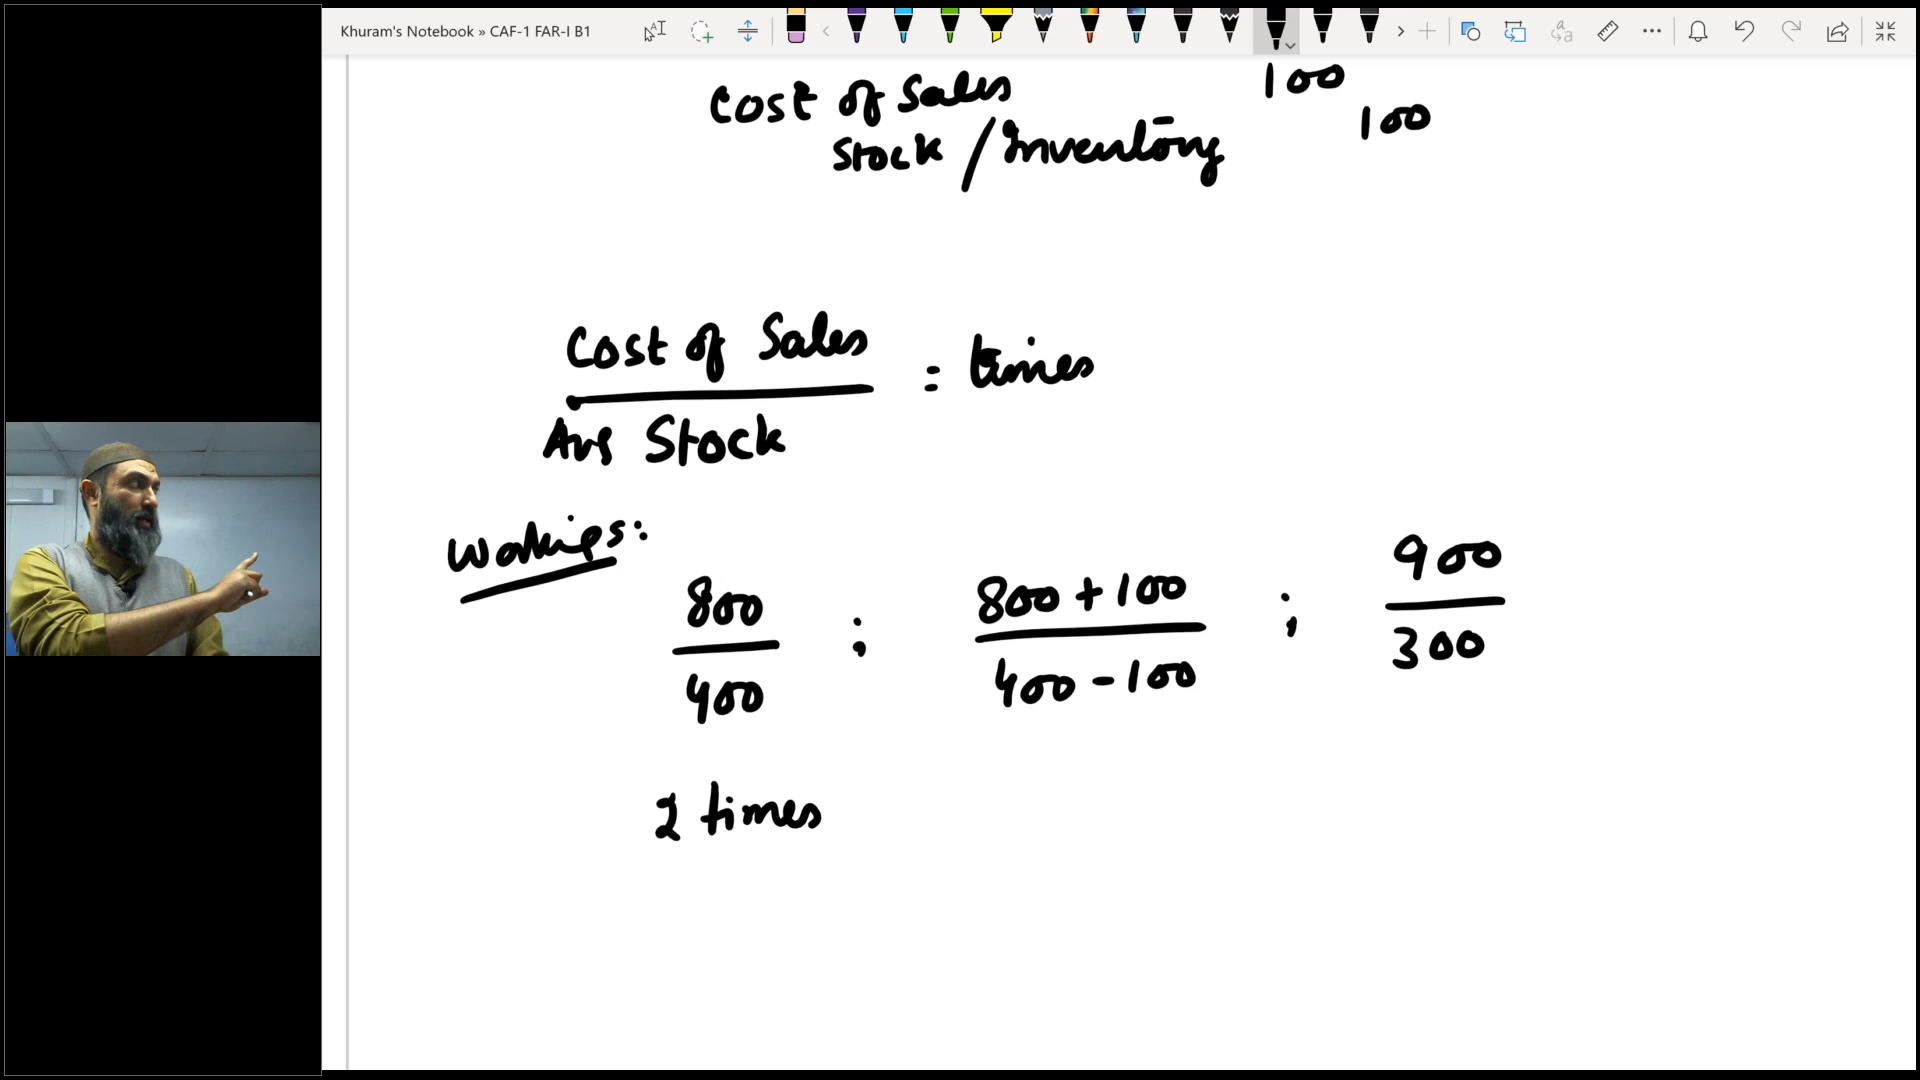 Khuram's Notebook » CAF-1 FAR-I B1
Cost of Sales 100
Stock / Inventory 100
Cost of Sales = times
Avg Stock
Workings:
800 ; 800 + 100 ; 900
400 400 - 100 300
2 times